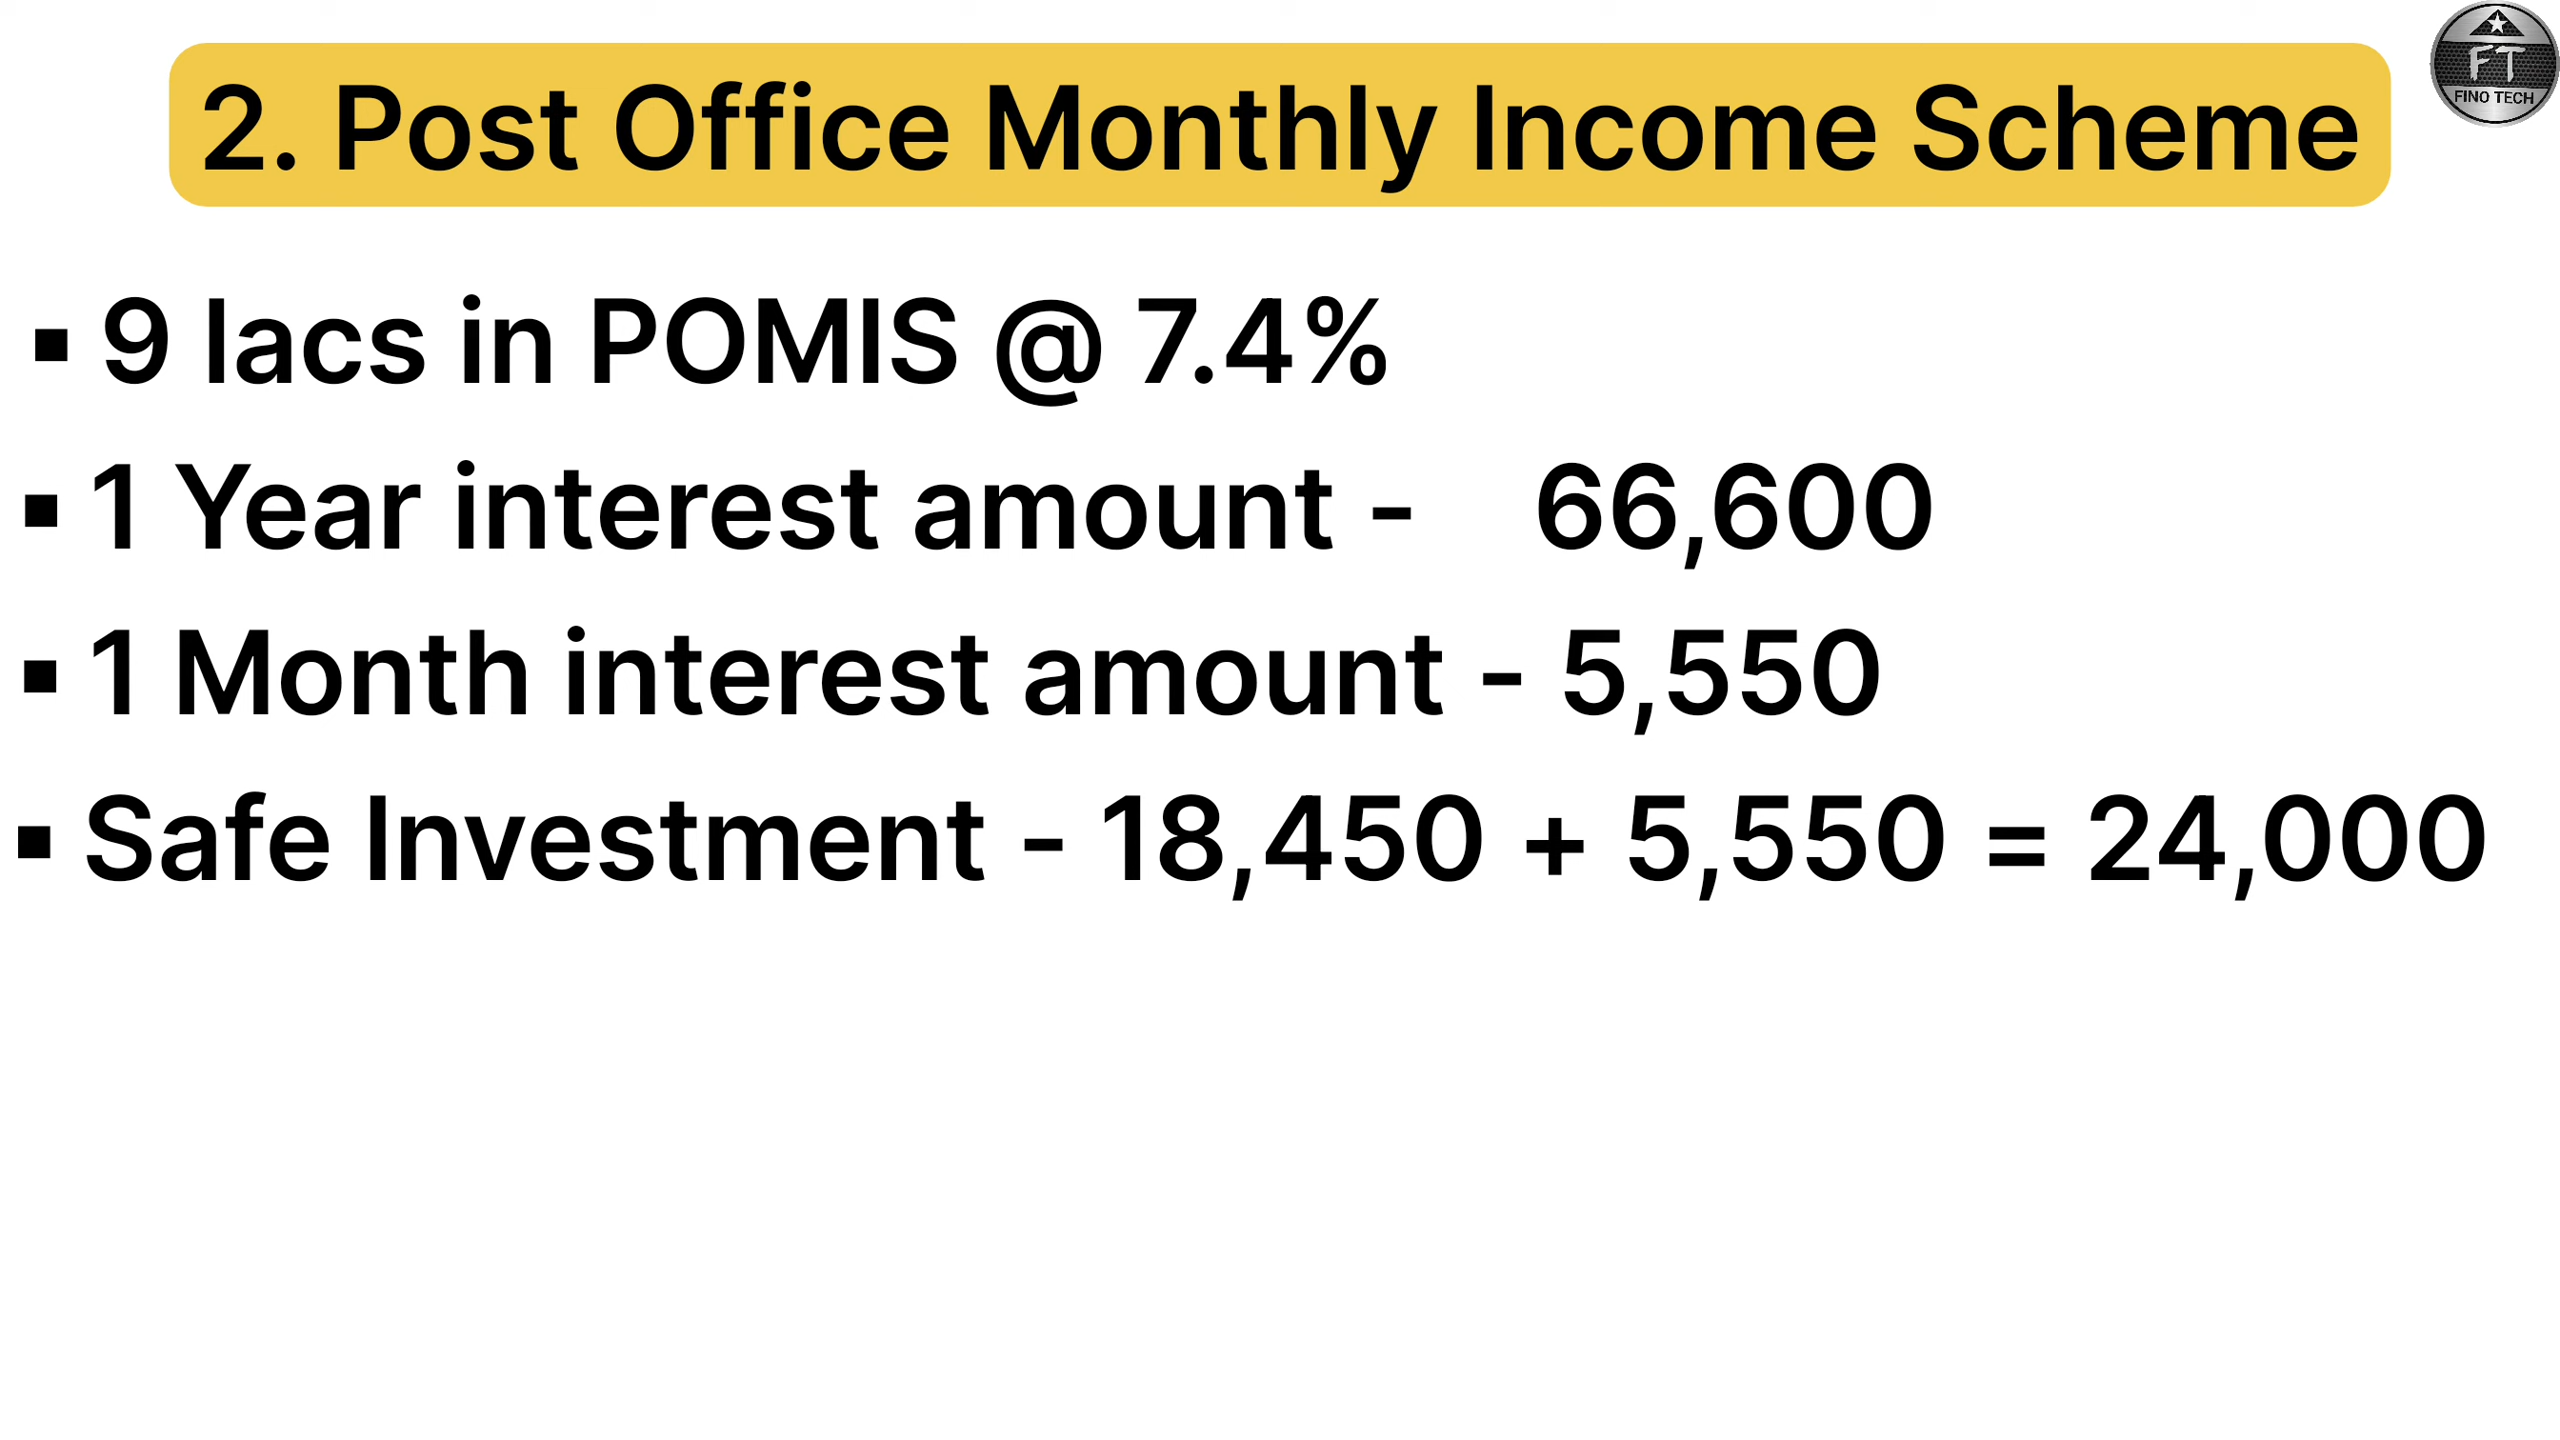 FT
FINO TECH
2. Post Office Monthly Income Scheme
▪ 9 lacs in POMIS @ 7.4%
▪ 1 Year interest amount - 66,600
▪ 1 Month interest amount - 5,550
▪ Safe Investment - 18,450 + 5,550 = 24,000